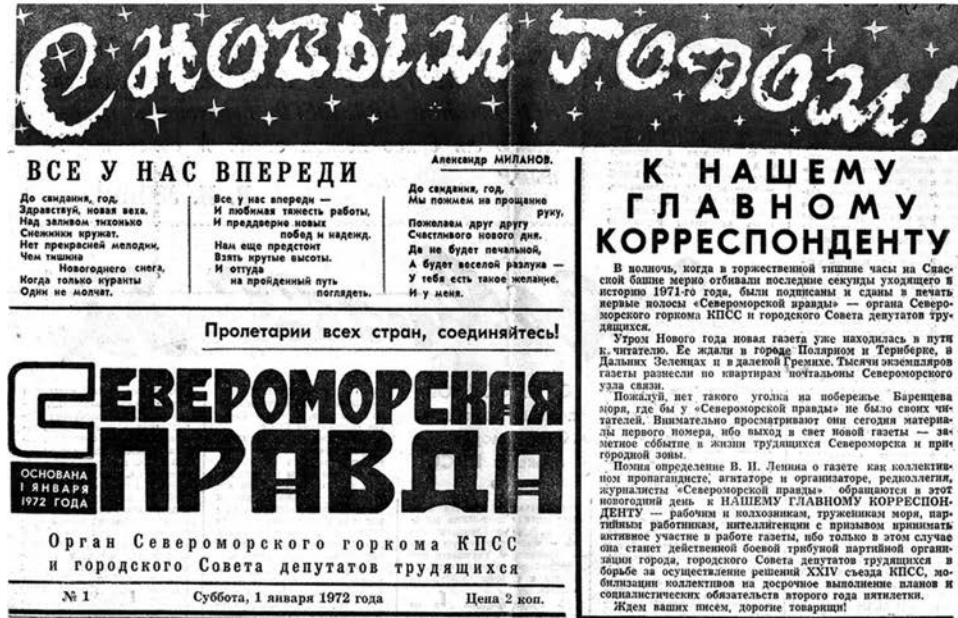 С НОВЫМ ГОДОМ!
ВСЕ У НАС ВПЕРЕДИ
Александр МИЛАНОВ.
До свидания, год,
Здравствуй, новая веха.
Над заливом тихонько
Снежинки кружат.
Нет прекрасней мелодии,
Чем тишина
Новогоднего снега,
Когда только куранты
Одни не молчат.
Все у нас впереди —
И любимая тяжесть работы,
И преддверие новых
побед и надежд.
Нам еще предстоит
Взять крутые высоты.
И оттуда
на пройденный путь
поглядеть.
До свидания, год,
Мы пожмем на прощание
руку,
Пожелаем друг другу
Счастливого нового дня.
Да не будет печальной,
А будет веселой разлука —
У тебя есть такое желание.
И у меня.
Пролетарии всех стран, соединяйтесь!
СЕВЕРОМОРСКАЯ
ПРАВДА
ОСНОВАНА
1 ЯНВАРЯ
1972 ГОДА
Орган Североморского горкома КПСС
и городского Совета депутатов трудящихся
№ 1
Суббота, 1 января 1972 года
Цена 2 коп.
К НАШЕМУ
ГЛАВНОМУ
КОРРЕСПОНДЕНТУ
В полночь, когда в торжественной тишине часы на Спас-
ской башне мерно отбивали последние секунды уходящего в
историю 1971-го года, были подписаны и сданы в печать
первые полосы «Североморской правды» — органа Северо-
морского горкома КПСС и городского Совета депутатов тру-
дящихся.
Утром Нового года новая газета уже находилась в пути
к читателю. Ее ждали в городе Полярном и Териберке, в
Дальних Зеленцах и в далекой Гремихе. Тысячи экземпляров
газеты разнесли по квартирам почтальоны Североморского
узла связи.
Пожалуй, нет такого уголка на побережье Баренцева
моря, где бы у «Североморской правды» не было своих чи-
тателей. Внимательно просматривают они сегодня материа-
лы первого номера, ибо выход в свет новой газеты — за-
метное событие в жизни трудящихся Североморска и при-
городной зоны.
Помня определение В. И. Ленина о газете как коллектив-
ном пропагандисте, агитаторе и организаторе, редколлегия,
журналисты «Североморской правды» обращаются в этот
новогодний день к НАШЕМУ ГЛАВНОМУ КОРРЕСПОН-
ДЕНТУ — рабочим и колхозникам, труженикам моря, пар-
тийным работникам, интеллигенции с призывом принимать
активное участие в работе газеты, ибо только в этом случае
она станет действенной боевой трибуной партийной органи-
зации города, городского Совета депутатов трудящихся в
борьбе за осуществление решений XXIV съезда КПСС, мо-
билизации коллективов на досрочное выполнение планов и
социалистических обязательств второго года пятилетки.
Ждем ваших писем, дорогие товарищи!